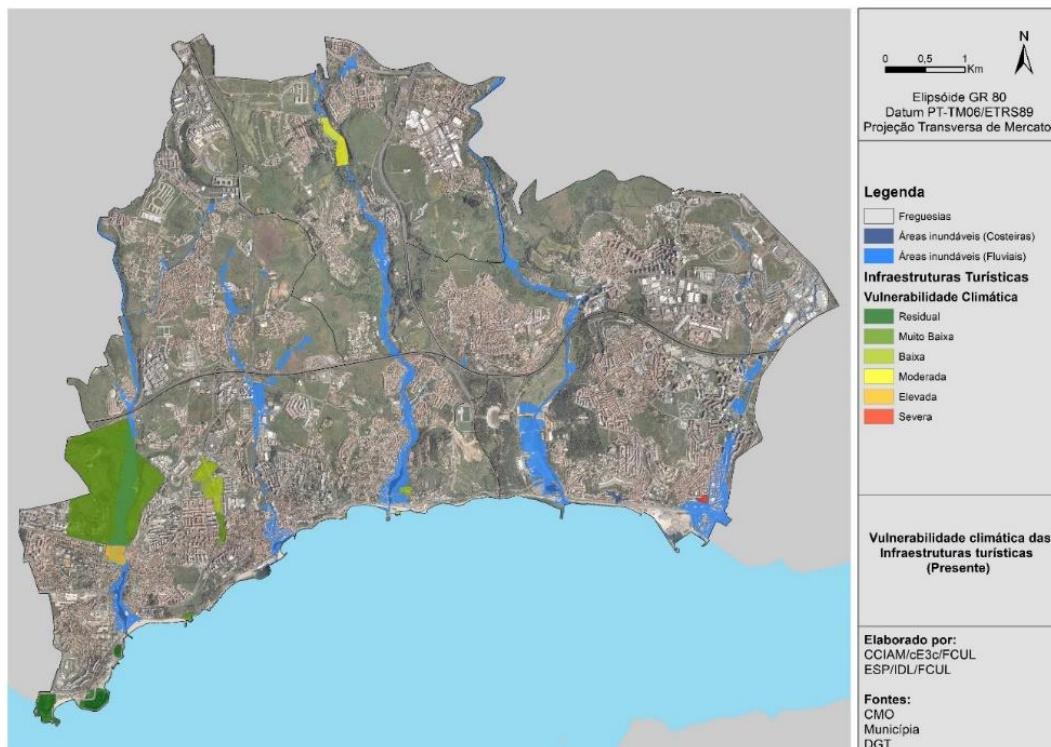 N
0 0,5 1
Km
Elipsóide GR 80
Datum PT-TM06/ETRS89
Projeção Transversa de Mercato
Legenda
Freguesias
Áreas inundáveis (Costeiras)
Áreas inundáveis (Fluviais)
Infraestruturas Turísticas
Vulnerabilidade Climática
Residual
Muito Baixa
Baixa
Moderada
Elevada
Severa
Vulnerabilidade climática das
Infraestruturas turísticas
(Presente)
Elaborado por:
CCIAM/cE3c/FCUL
ESP/IDL/FCUL
Fontes:
CMO
Municípia
DGT